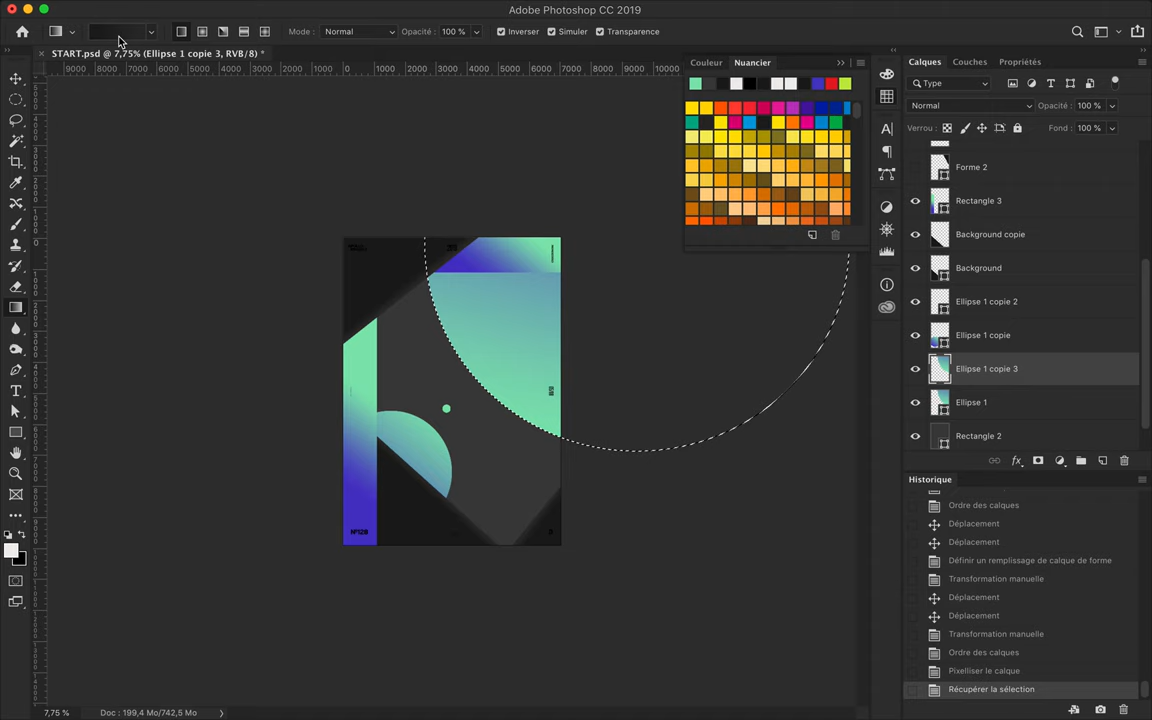 Adobe Photoshop CC 2019
Mode : Normal Opacité : 100 % Inverser Simuler Transparence
START.psd @ 7,75% (Ellipse 1 copie 3, RVB/8) *
9000 8000 7000 6000 5000 4000 3000 2000 1000 0 1000 2000 3000 4000 5000 6000 7000 8000 9000 10000
Couleur Nuancier
Calques Couches Propriétés
Type
Normal Opacité : 100 %
Verrou : Fond : 100 %
Forme 2
Rectangle 3
Background copie
Background
Ellipse 1 copie 2
Ellipse 1 copie
Ellipse 1 copie 3
Ellipse 1
Rectangle 2
Nº128
Historique
Ordre des calques
Déplacement
Déplacement
Définir un remplissage de calque de forme
Transformation manuelle
Déplacement
Déplacement
Transformation manuelle
Ordre des calques
Pixelliser le calque
Récupérer la sélection
7,75 % Doc : 199,4 Mo/742,5 Mo